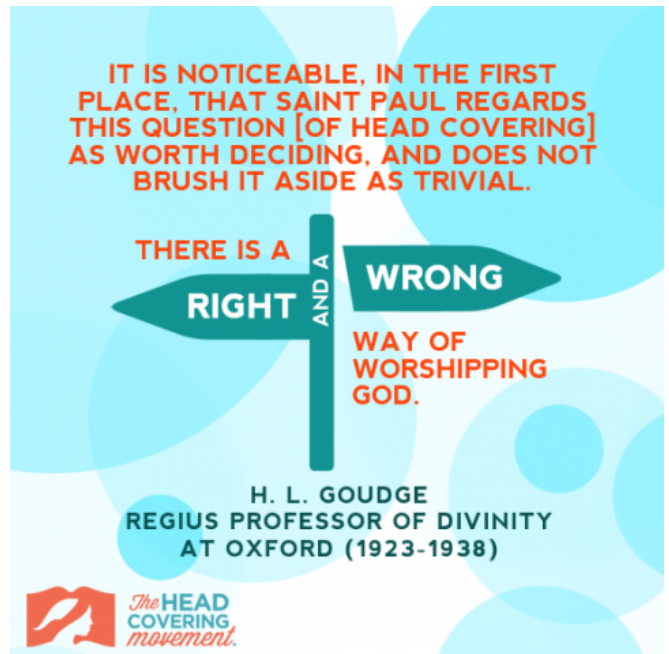 IT IS NOTICEABLE, IN THE FIRST
PLACE, THAT SAINT PAUL REGARDS
THIS QUESTION [OF HEAD COVERING]
AS WORTH DECIDING, AND DOES NOT
BRUSH IT ASIDE AS TRIVIAL.
THERE IS A
RIGHT
AND A
WRONG
WAY OF
WORSHIPPING
GOD.
H. L. GOUDGE
REGIUS PROFESSOR OF DIVINITY
AT OXFORD (1923-1938)
The HEAD
COVERING
movement.